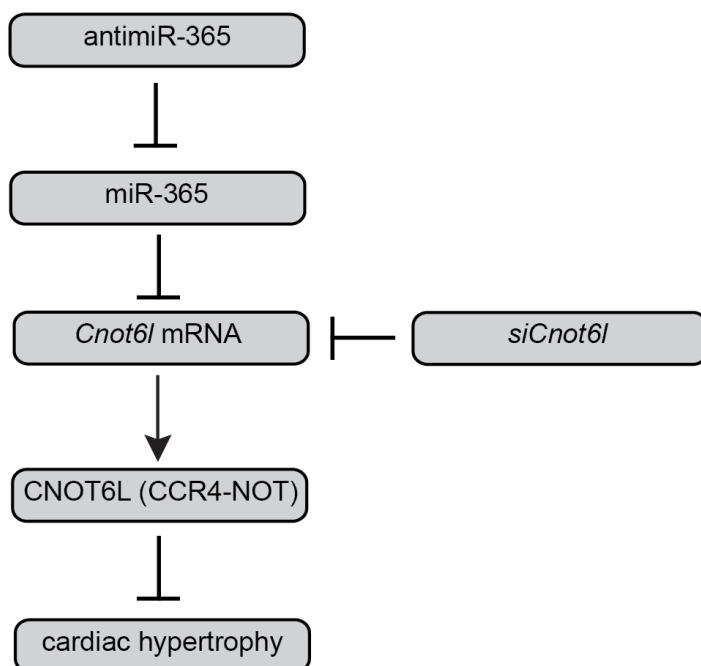 antimiR-365
miR-365
Cnot6l mRNA
siCnot6l
CNOT6L (CCR4-NOT)
cardiac hypertrophy